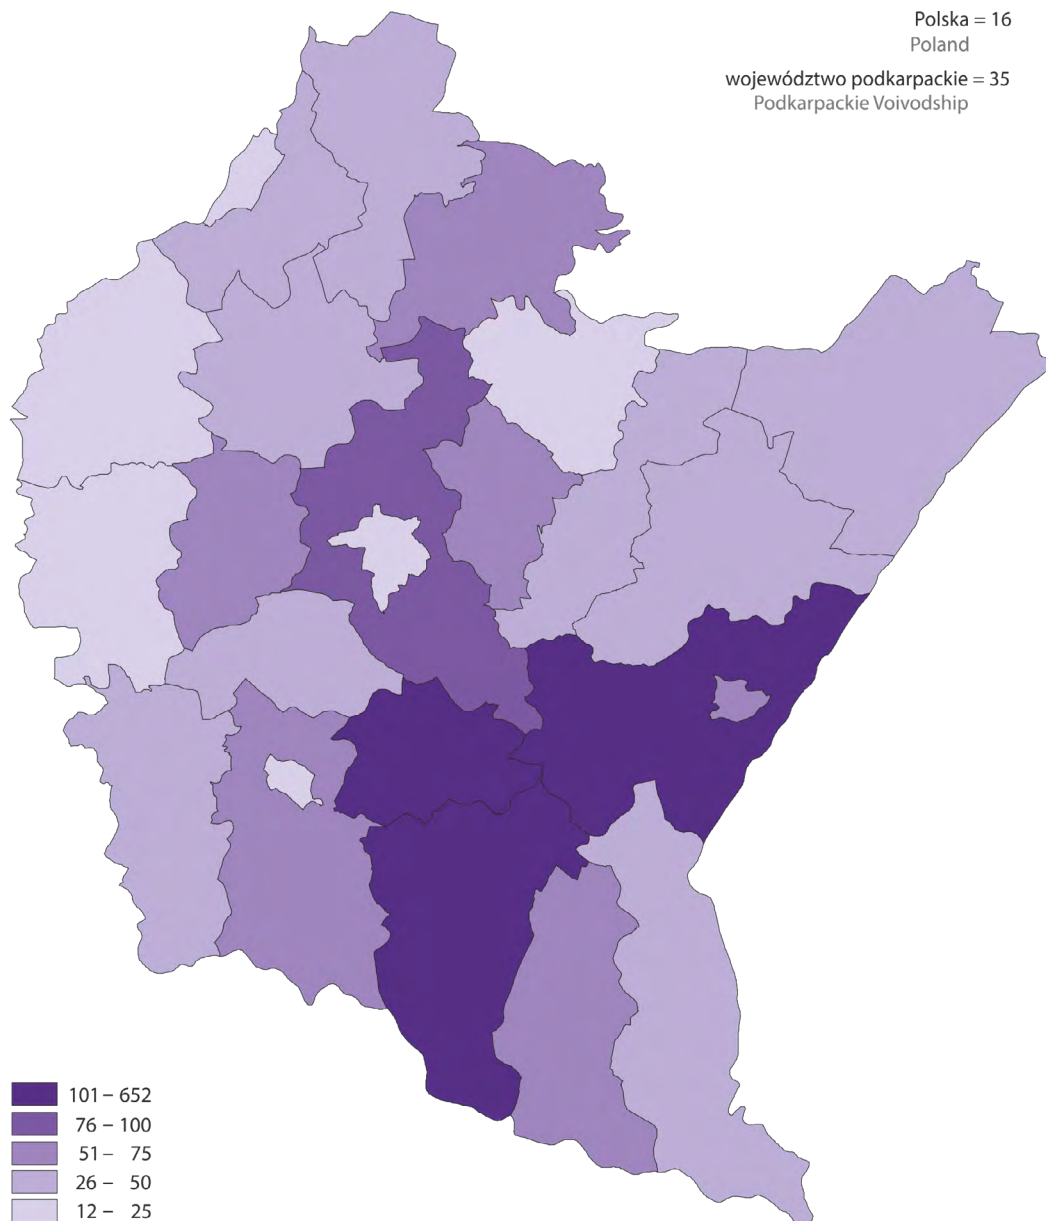 Polska = 16
Poland
województwo podkarpackie = 35
Podkarpackie Voivodship
101 – 652
76 – 100
51 – 75
26 – 50
12 – 25